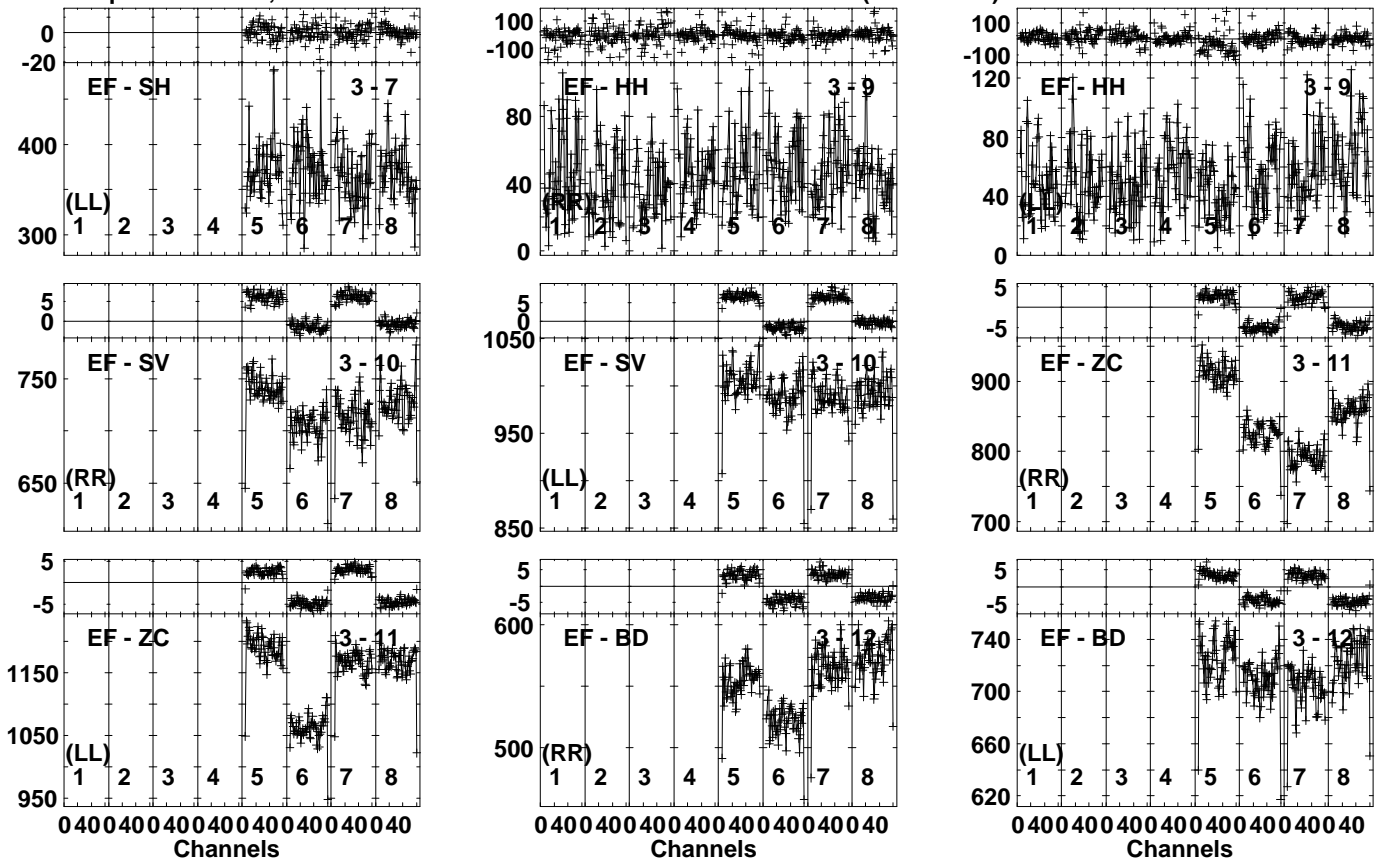 0
-20
EF - SH 3 - 7
400
300
(LL)
1 2 3 4 5 6 7 8
100
-100
EF - HH 3 - 9
80
40
0
(RR)
1 2 3 4 5 6 7 8
100
-100
EF - HH 3 - 9
120
80
40
0
(LL)
1 2 3 4 5 6 7 8
5
0
EF - SV 3 - 10
750
650
(RR)
1 2 3 4 5 6 7 8
5
0
1050
EF - SV 3 - 10
950
850
(LL)
1 2 3 4 5 6 7 8
5
-5
EF - ZC 3 - 11
900
800
700
(RR)
1 2 3 4 5 6 7 8
5
-5
EF - ZC 3 - 11
1150
1050
950
(LL)
1 2 3 4 5 6 7 8
0 40 0 40 0 40 0 40 0 40 0 40 0 40 0 40
Channels
5
-5
600
EF - BD 3 - 12
500
(RR)
1 2 3 4 5 6 7 8
0 40 0 40 0 40 0 40 0 40 0 40 0 40 0 40
Channels
5
-5
EF - BD 3 - 12
740
700
660
620
(LL)
1 2 3 4 5 6 7 8
0 40 0 40 0 40 0 40 0 40 0 40 0 40 0 40
Channels